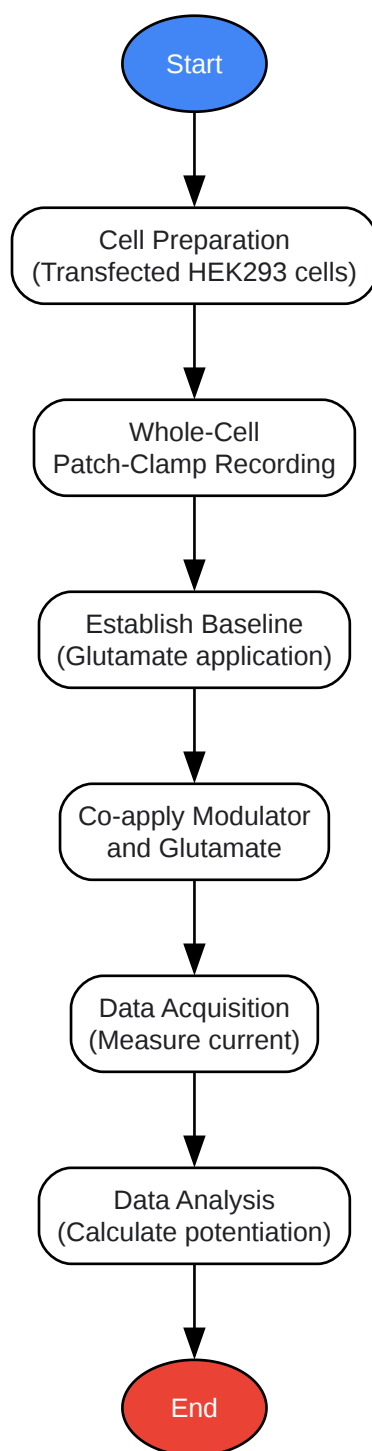 Start
Cell Preparation
(Transfected HEK293 cells)
Whole-Cell
Patch-Clamp Recording
Establish Baseline
(Glutamate application)
Co-apply Modulator
and Glutamate
Data Acquisition
(Measure current)
Data Analysis
(Calculate potentiation)
End